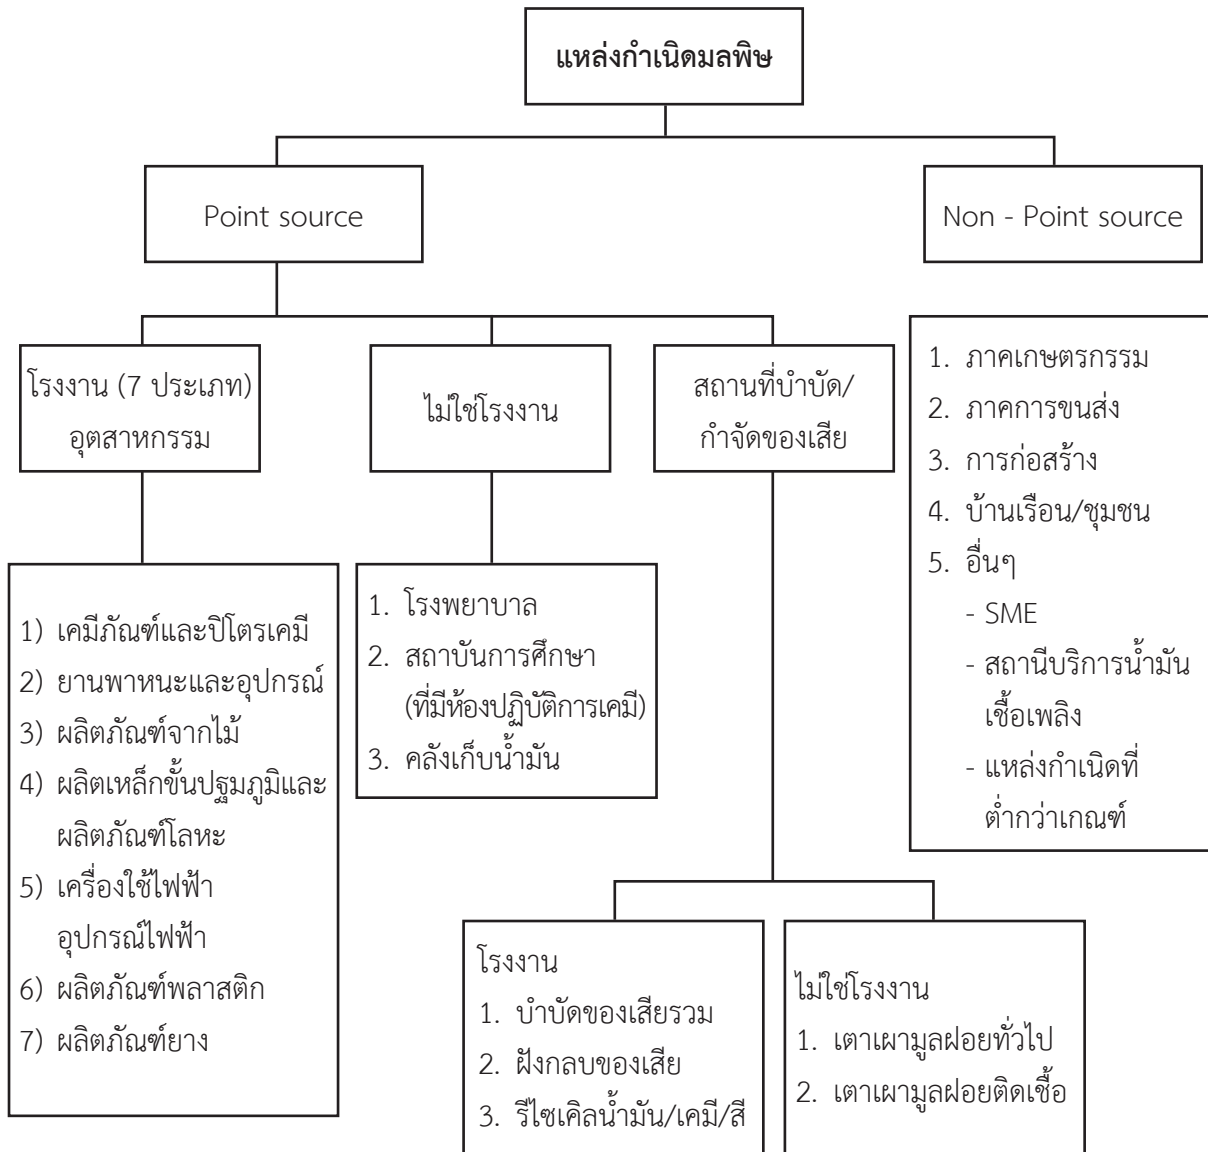 แหล่งกำเนิดมลพิษ
Point source
Non - Point source
โรงงาน (7 ประเภท)
อุตสาหกรรม
ไม่ใช่โรงงาน
สถานที่บำบัด/
กำจัดของเสีย
1. ภาคเกษตรกรรม
2. ภาคการขนส่ง
3. การก่อสร้าง
4. บ้านเรือน/ชุมชน
5. อื่นๆ
- SME
- สถานีบริการน้ำมัน
เชื้อเพลิง
- แหล่งกำเนิดที่
ต่ำกว่าเกณฑ์
1) เคมีภัณฑ์และปิโตรเคมี
2) ยานพาหนะและอุปกรณ์
3) ผลิตภัณฑ์จากไม้
4) ผลิตเหล็กขั้นปฐมภูมิและ
ผลิตภัณฑ์โลหะ
5) เครื่องใช้ไฟฟ้า
อุปกรณ์ไฟฟ้า
6) ผลิตภัณฑ์พลาสติก
7) ผลิตภัณฑ์ยาง
1. โรงพยาบาล
2. สถาบันการศึกษา
(ที่มีห้องปฏิบัติการเคมี)
3. คลังเก็บน้ำมัน
โรงงาน
1. บำบัดของเสียรวม
2. ฝังกลบของเสีย
3. รีไซเคิลน้ำมัน/เคมี/สี
ไม่ใช่โรงงาน
1. เตาเผามูลฝอยทั่วไป
2. เตาเผามูลฝอยติดเชื้อ